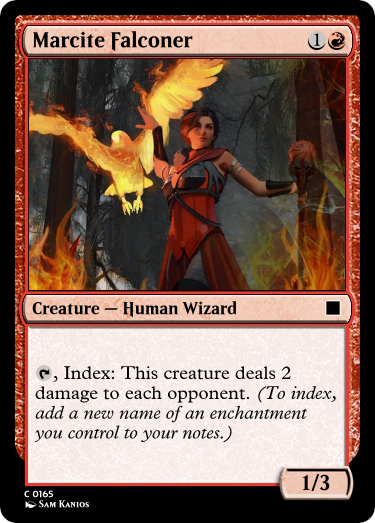 Marcite Falconer 1
Creature — Human Wizard
, Index: This creature deals 2
damage to each opponent. (To index,
add a new name of an enchantment
you control to your notes.)
1/3
C 0165
Sam Kanios